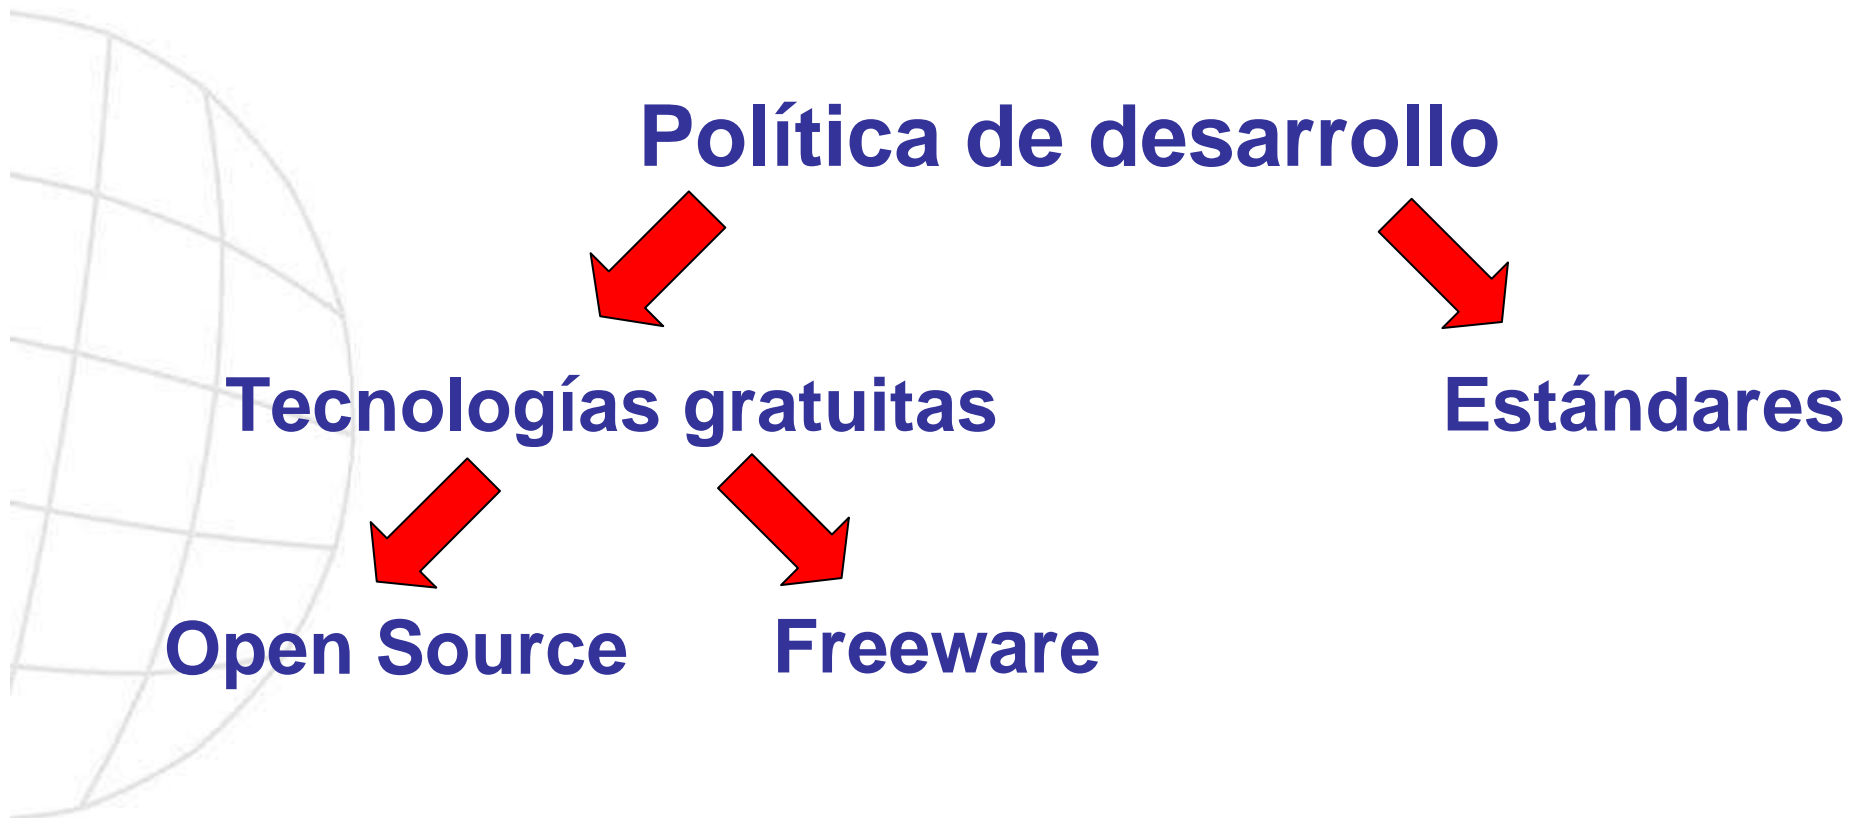 Política de desarrollo
Tecnologías gratuitas
Estándares
Open Source
Freeware